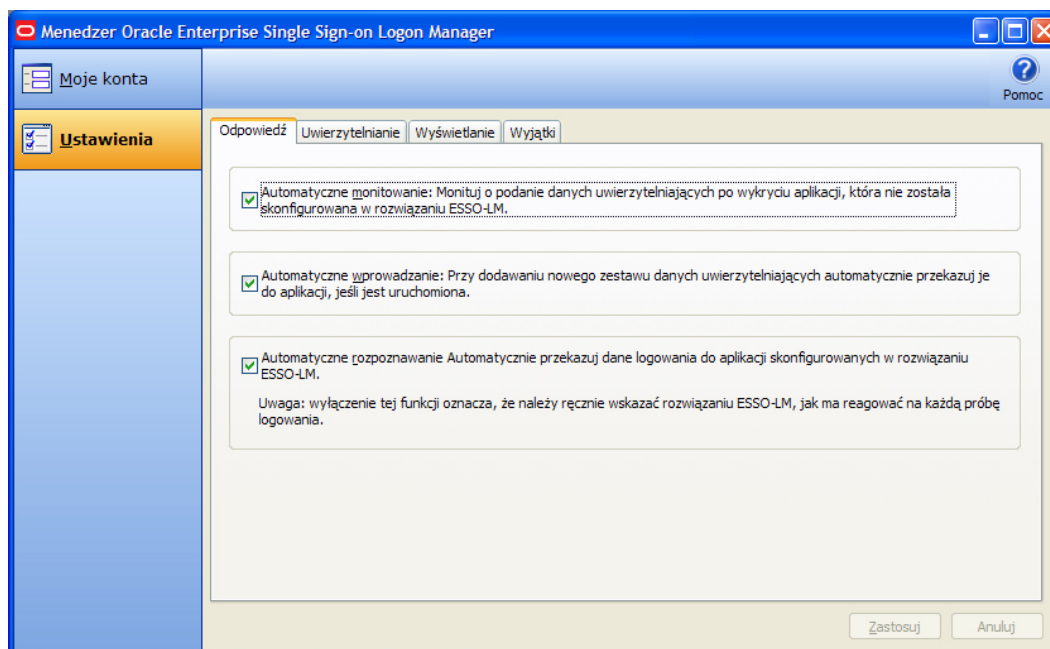 Menedzer Oracle Enterprise Single Sign-on Logon Manager
Moje konta
Pomoc
Ustawienia
Odpowiedź Uwierzytelnianie Wyświetlanie Wyjątki
Automatyczne monitowanie: Monituj o podanie danych uwierzytelniających po wykryciu aplikacji, która nie została
skonfigurowana w rozwiązaniu ESSO-LM.
Automatyczne wprowadzanie: Przy dodawaniu nowego zestawu danych uwierzytelniających automatycznie przekazuj je
do aplikacji, jeśli jest uruchomiona.
Automatyczne rozpoznawanie Automatycznie przekazuj dane logowania do aplikacji skonfigurowanych w rozwiązaniu
ESSO-LM.
Uwaga: wyłączenie tej funkcji oznacza, że należy ręcznie wskazać rozwiązaniu ESSO-LM, jak ma reagować na każdą próbę
logowania.
Zastosuj Anuluj